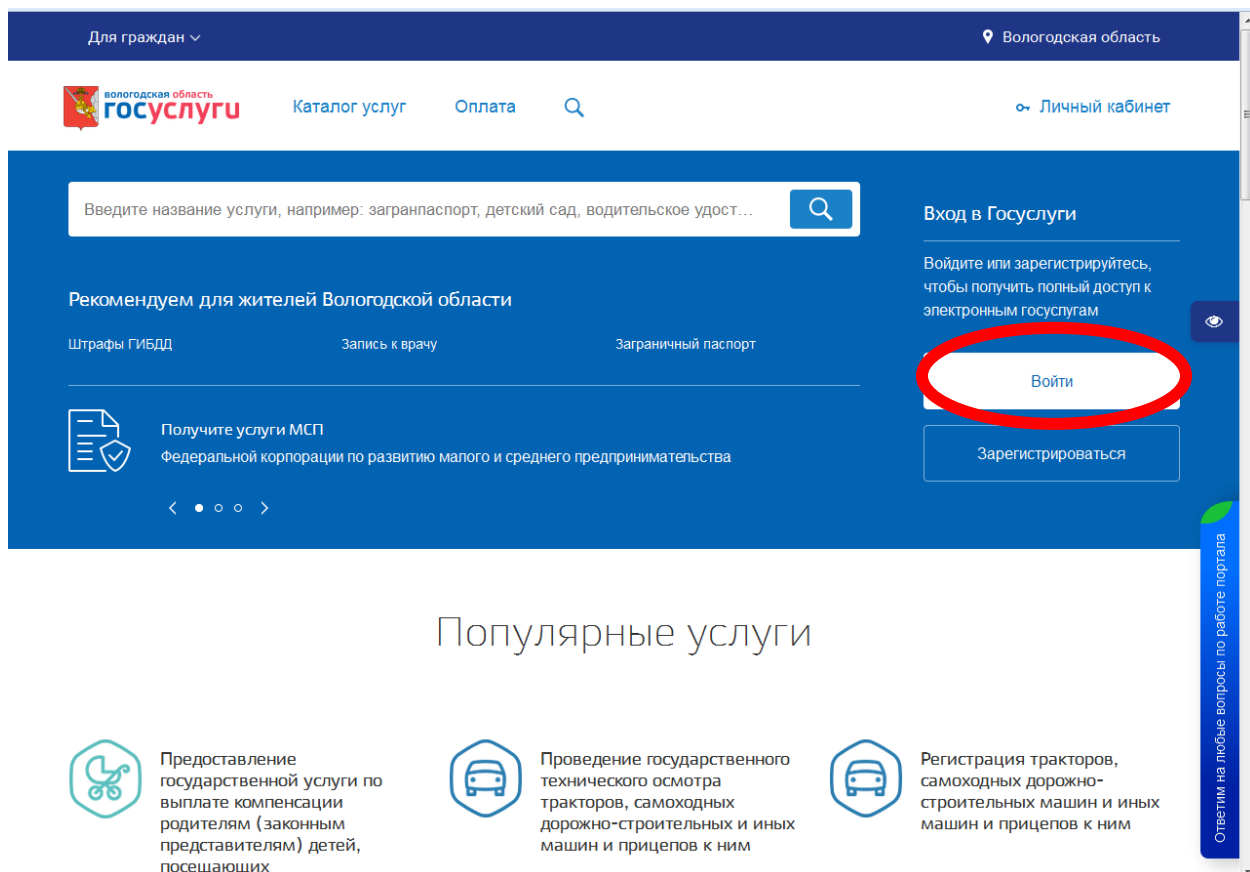 Для граждан
Вологодская область
вологодская область
госуслуги
Каталог услуг
Оплата
Личный кабинет
Введите название услуги, например: загранпаспорт, детский сад, водительское удост...
Рекомендуем для жителей Вологодской области
Штрафы ГИБДД
Запись к врачу
Заграничный паспорт
Получите услуги МСП
Федеральной корпорации по развитию малого и среднего предпринимательства
Вход в Госуслуги
Войдите или зарегистрируйтесь,
чтобы получить полный доступ к
электронным госуслугам
Войти
Зарегистрироваться
Ответим на любые вопросы по работе портала
Популярные услуги
Предоставление
государственной услуги по
выплате компенсации
родителям (законным
представителям) детей,
посещающих
Проведение государственного
технического осмотра
тракторов, самоходных
дорожно-строительных и иных
машин и прицепов к ним
Регистрация тракторов,
самоходных дорожно-
строительных машин и иных
машин и прицепов к ним